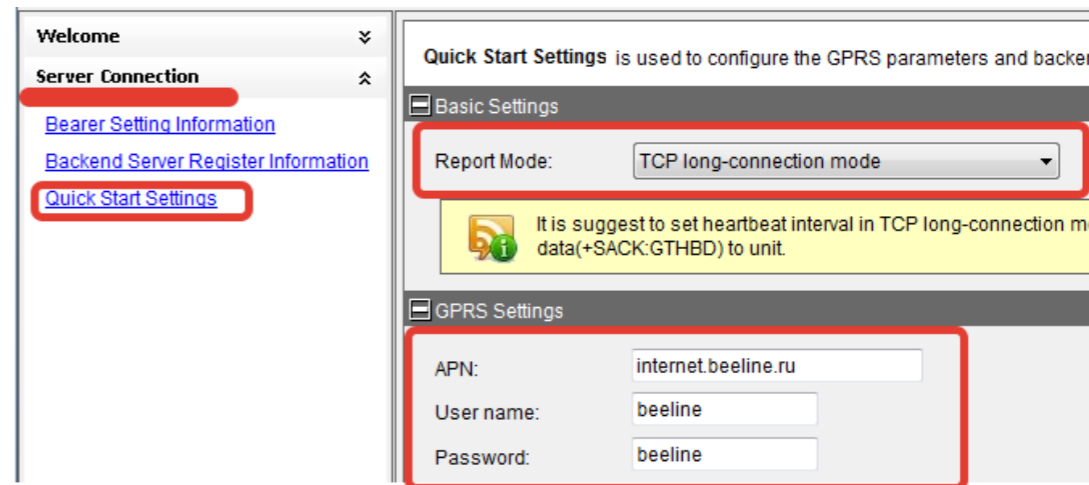 Welcome
Server Connection
Bearer Setting Information
Backend Server Register Information
Quick Start Settings
Quick Start Settings is used to configure the GPRS parameters and
Basic Settings
Report Mode: TCP long-connection mode
It is suggest to set heartbeat interval in TCP long-connection
data(+SACK:GTHBD) to unit.
GPRS Settings
APN: internet.beeline.ru
User name: beeline
Password: beeline